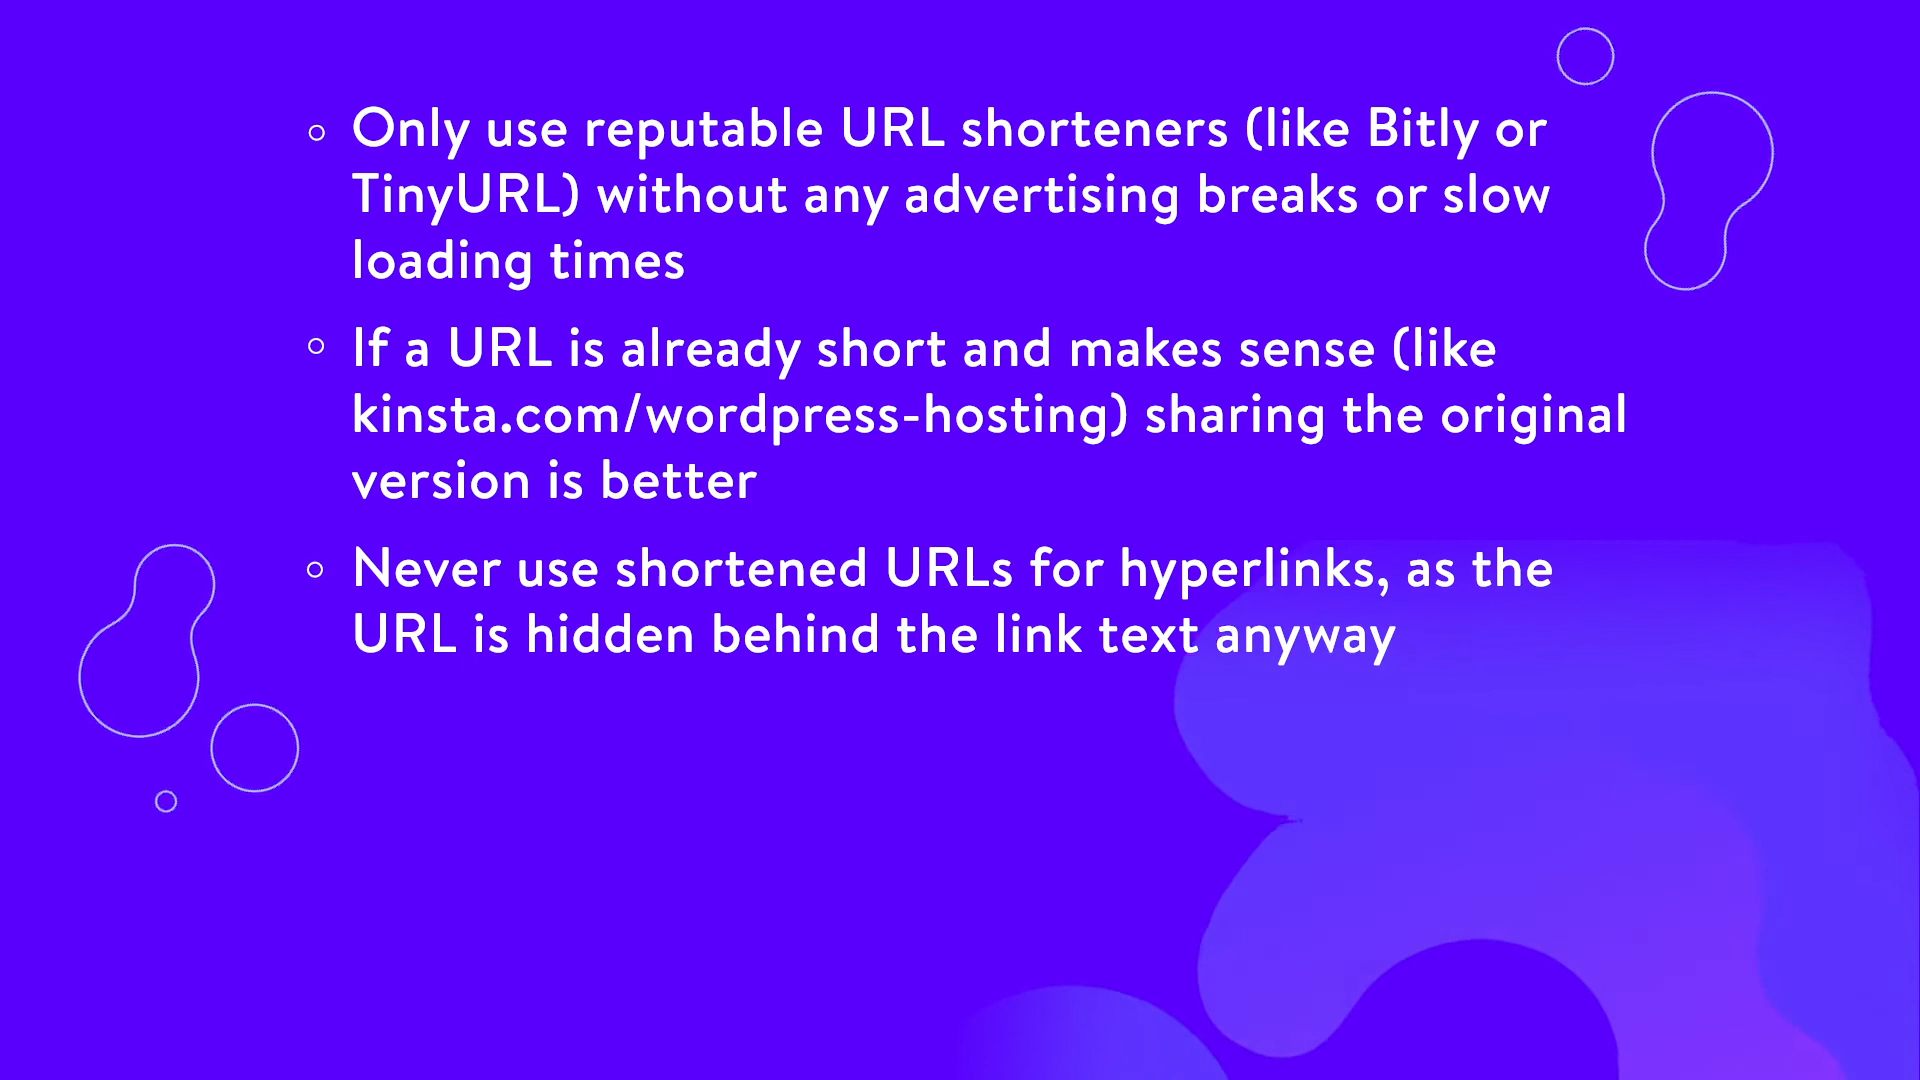 Only use reputable URL shorteners (like Bitly or
TinyURL) without any advertising breaks or slow
loading times
If a URL is already short and makes sense (like
kinsta.com/wordpress-hosting) sharing the original
version is better
Never use shortened URLs for hyperlinks, as the
URL is hidden behind the link text anyway